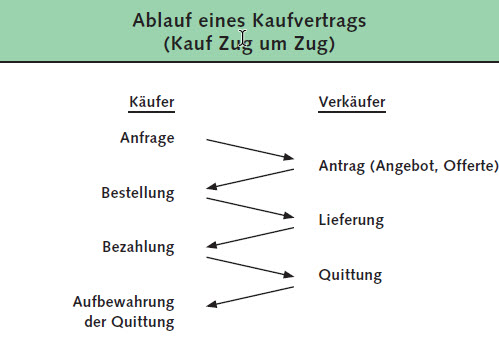 Ablauf eines Kaufvertrags
(Kauf Zug um Zug)
Käufer
Verkäufer
Anfrage
Antrag (Angebot, Offerte)
Bestellung
Lieferung
Bezahlung
Quittung
Aufbewahrung
der Quittung